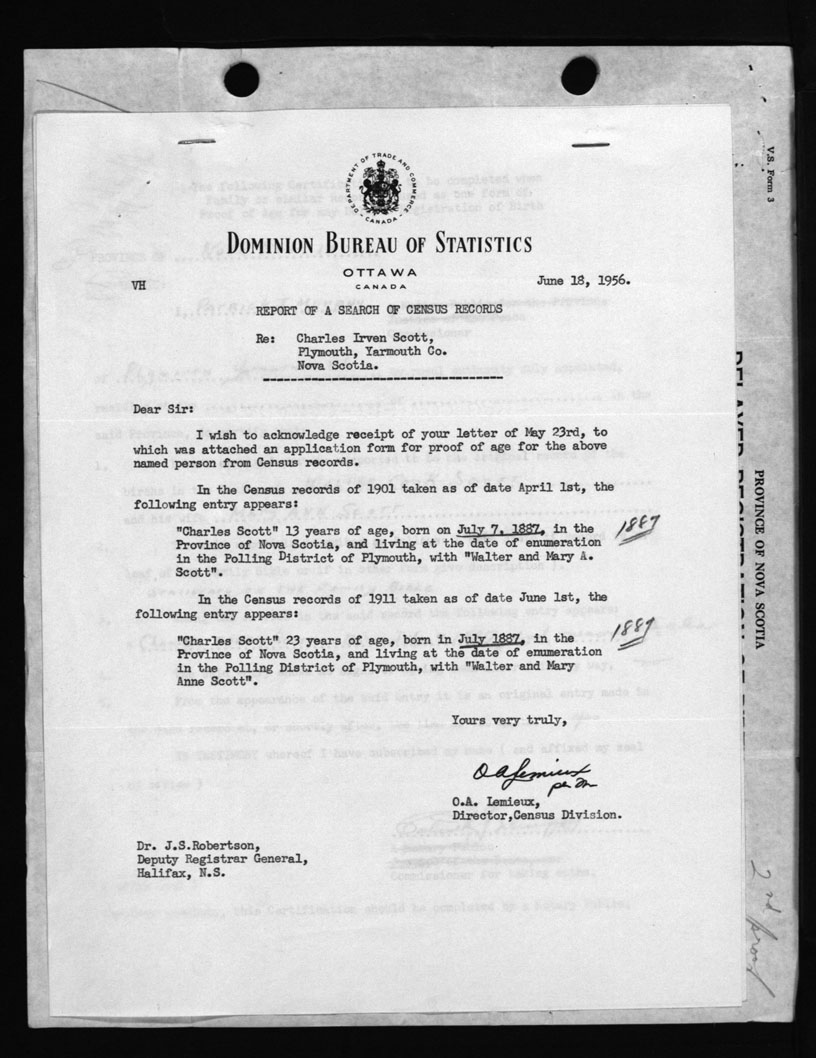 DEPARTMENT OF TRADE AND COMMERCE
CANADA
DOMINION BUREAU OF STATISTICS
OTTAWA
CANADA
VH
June 18, 1956.
REPORT OF A SEARCH OF CENSUS RECORDS
Re: Charles Irven Scott,
Plymouth, Yarmouth Co.
Nova Scotia.
Dear Sir:
I wish to acknowledge receipt of your letter of May 23rd, to
which was attached an application form for proof of age for the above
named person from Census records.
In the Census records of 1901 taken as of date April 1st, the
following entry appears:
"Charles Scott" 13 years of age, born on July 7, 1887, in the
Province of Nova Scotia, and living at the date of enumeration
in the Polling District of Plymouth, with "Walter and Mary A.
Scott".
1887
In the Census records of 1911 taken as of date June 1st, the
following entry appears:
"Charles Scott" 23 years of age, born in July 1887, in the
Province of Nova Scotia, and living at the date of enumeration
in the Polling District of Plymouth, with "Walter and Mary
Anne Scott".
1887
Yours very truly,
O A Lemieux
O.A. Lemieux,
Director,Census Division.
Dr. J.S.Robertson,
Deputy Registrar General,
Halifax, N.S.
V.S. Form 3
PROVINCE OF NOVA SCOTIA
2nd proof